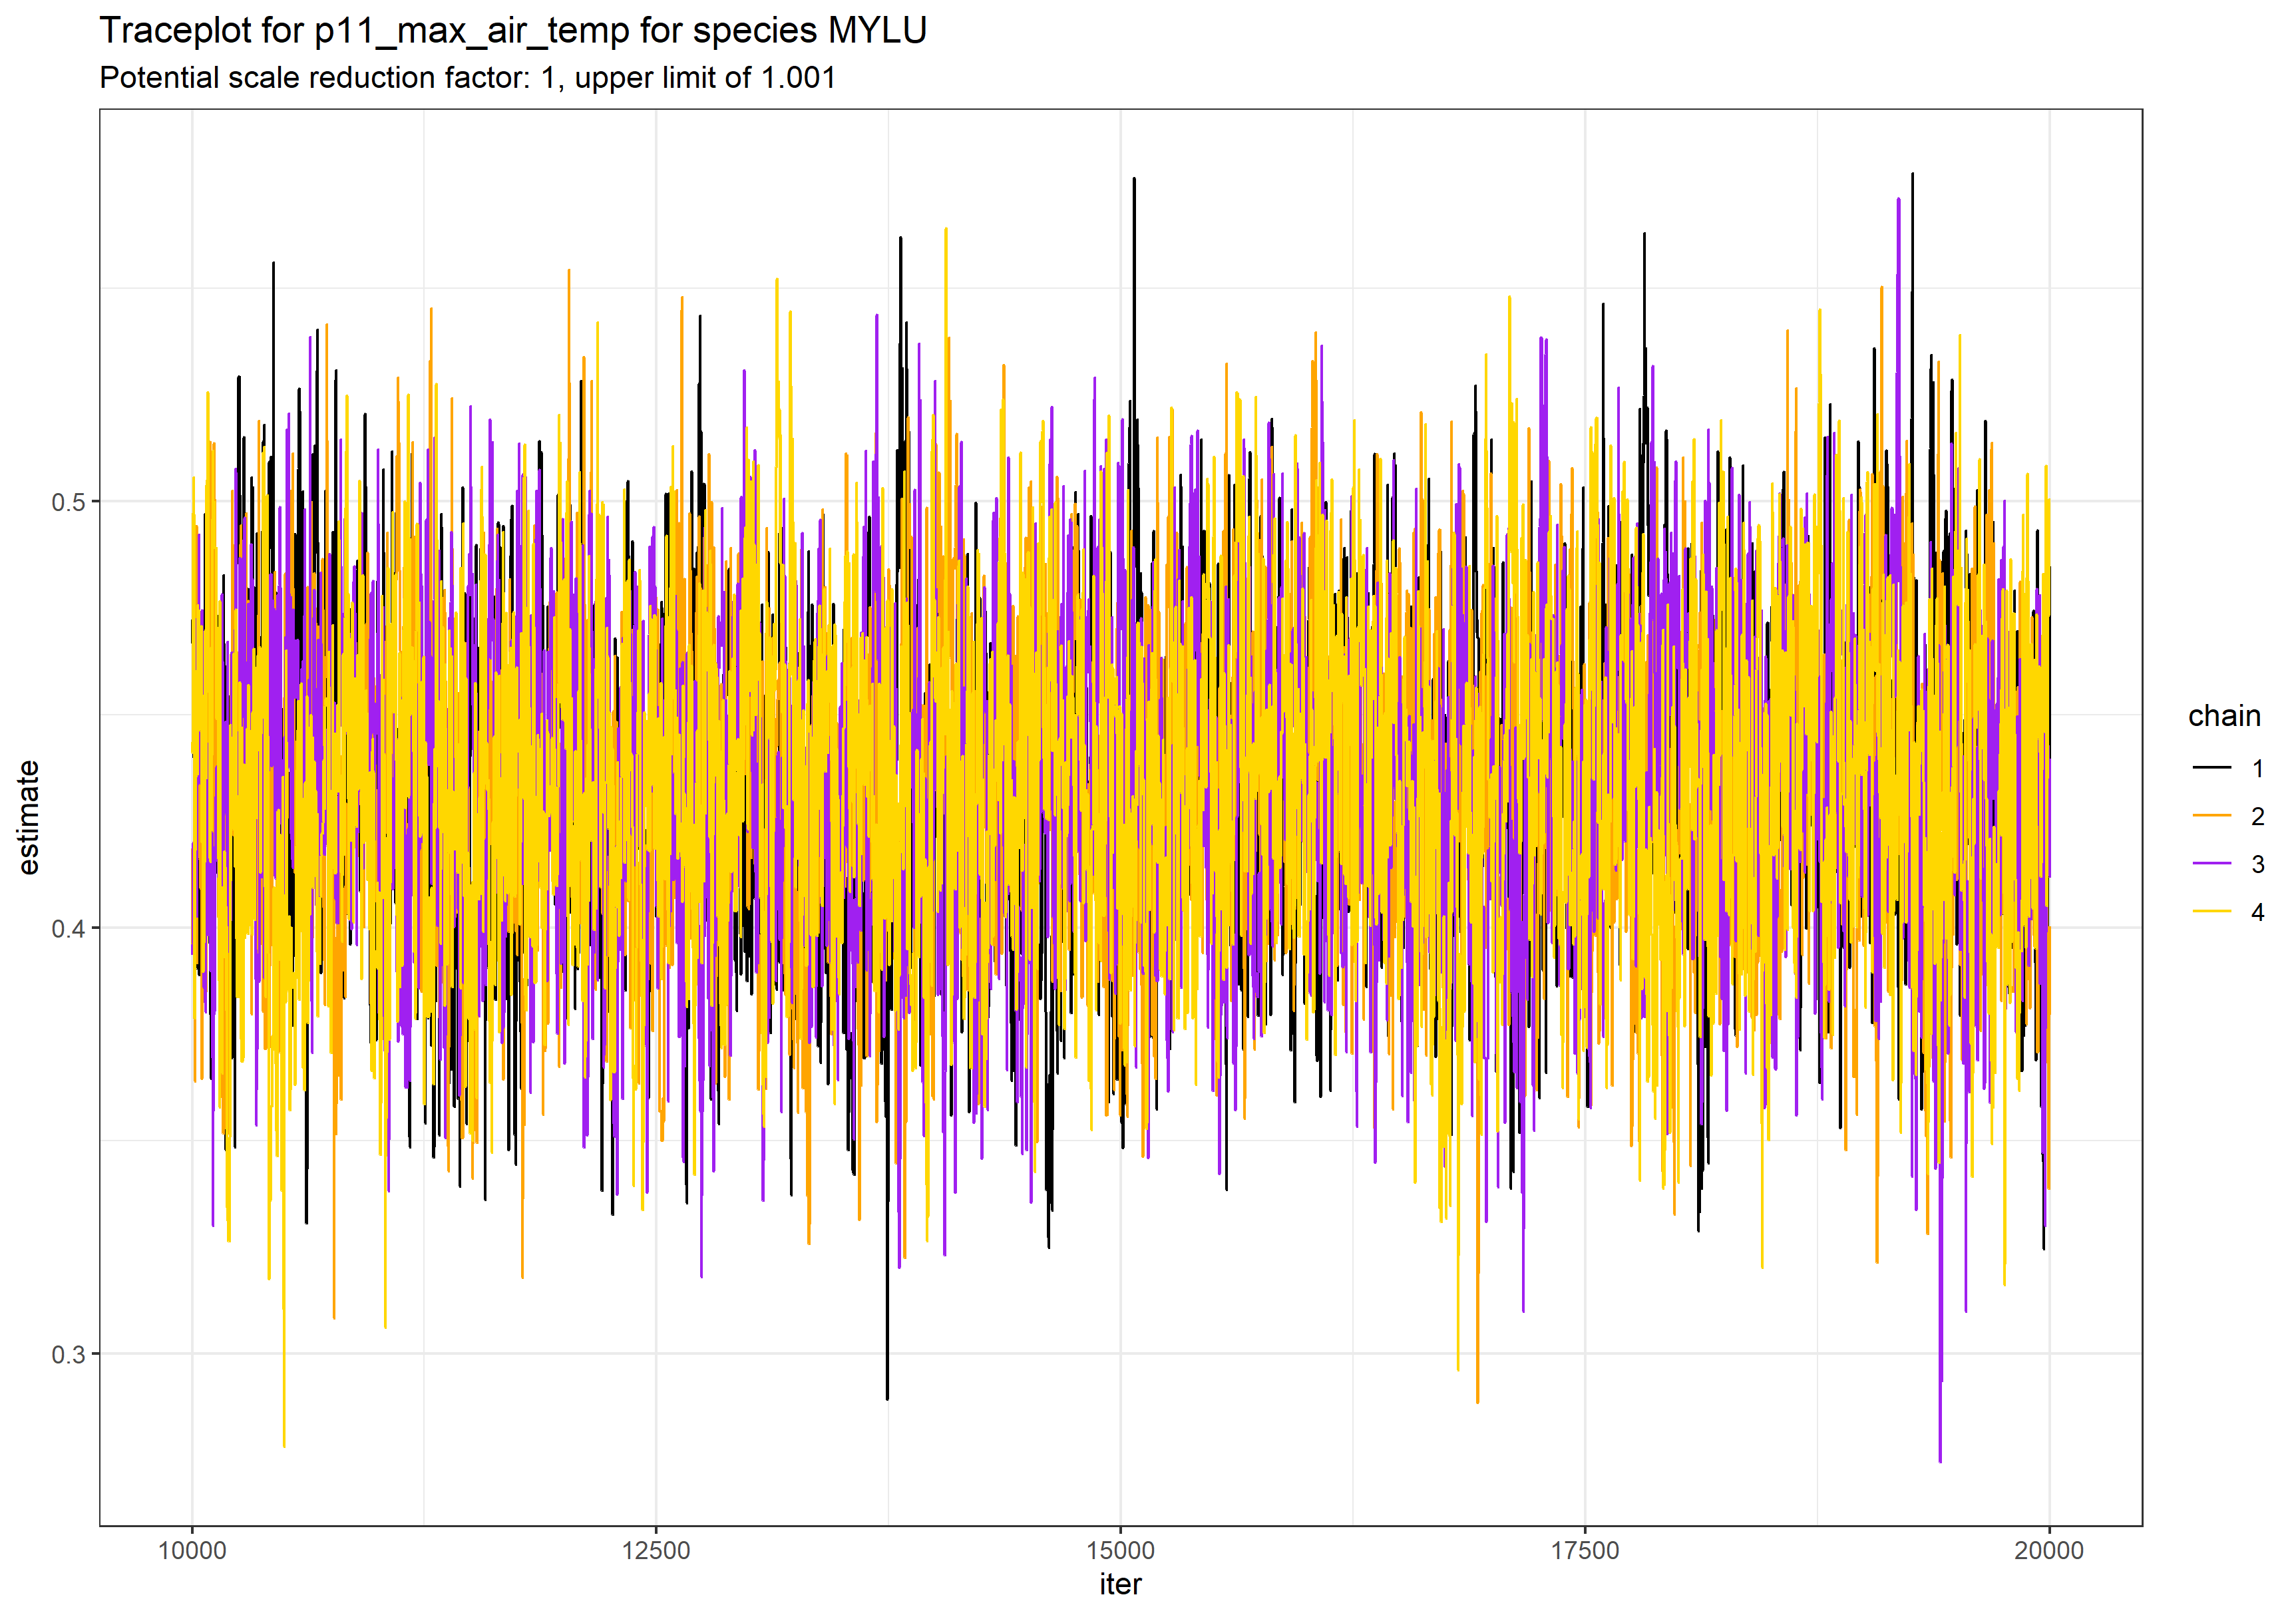 Traceplot for p11_max_air_temp for species MYLU
Potential scale reduction factor: 1, upper limit of 1.001
estimate
0.5
0.4
0.3
10000
12500
15000
17500
20000
iter
chain
1
2
3
4